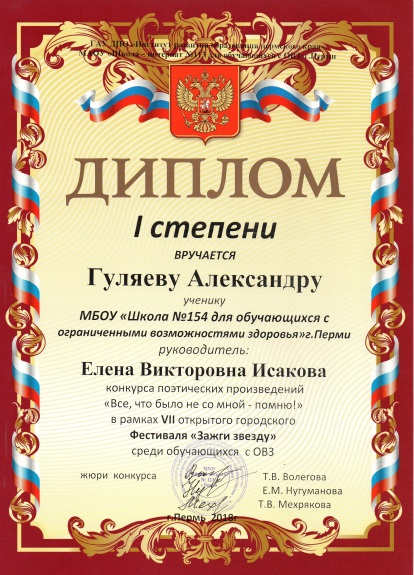 ГАУ ДПО «Институт развития образования Пермского края»
МБОУ «Школа – интернат №113 для обучающихся с ОВЗ» г.Перми
ДИПЛОМ
I степени
ВРУЧАЕТСЯ
Гуляеву Александру
ученику
МБОУ «Школа №154 для обучающихся с
ограниченными возможностями здоровья»г.Перми
руководитель:
Елена Викторовна Исакова
конкурса поэтических произведений
«Все, что было не со мной - помню!»
в рамках VII открытого городского
Фестиваля «Зажги звезду»
среди обучающихся с ОВЗ
жюри конкурса
Т.В. Волегова
Е.М. Нугуманова
Т.В. Мехрякова
г.Пермь 2018г